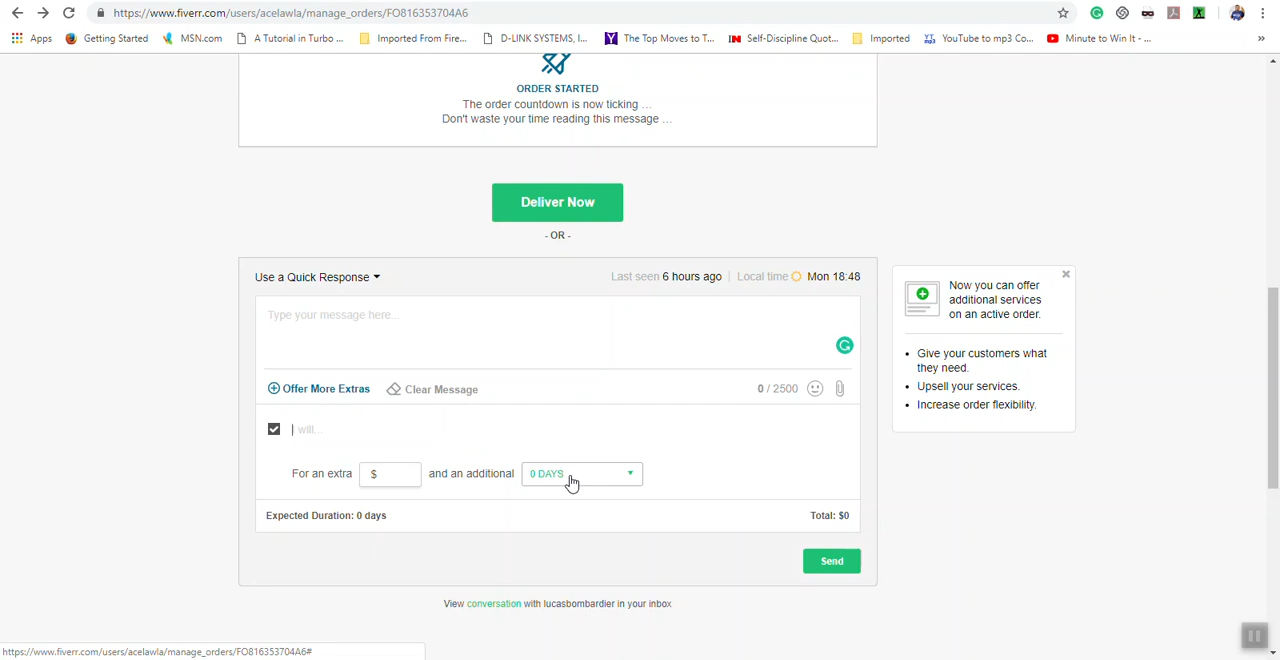 https://www.fiverr.com/users/acelawla/manage_orders/FO816353704A6
Apps Getting Started MSN.com A Tutorial in Turbo ... Imported From Fire... D-LINK SYSTEMS, I... The Top Moves to T... Self-Discipline Quot... Imported YouTube to mp3 Co... Minute to Win It - ... »
ORDER STARTED
The order countdown is now ticking ...
Don't waste your time reading this message ...
Deliver Now
- OR -
Use a Quick Response Last seen 6 hours ago Local time Mon 18:48
Type your message here...
Offer More Extras Clear Message 0 / 2500
I will...
For an extra $ and an additional 0 DAYS
Expected Duration: 0 days Total: $0
Send
View conversation with lucasbombardier in your inbox
Now you can offer
additional services
on an active order.
• Give your customers what
they need.
• Upsell your services.
• Increase order flexibility.
https://www.fiverr.com/users/acelawla/manage_orders/FO816353704A6#